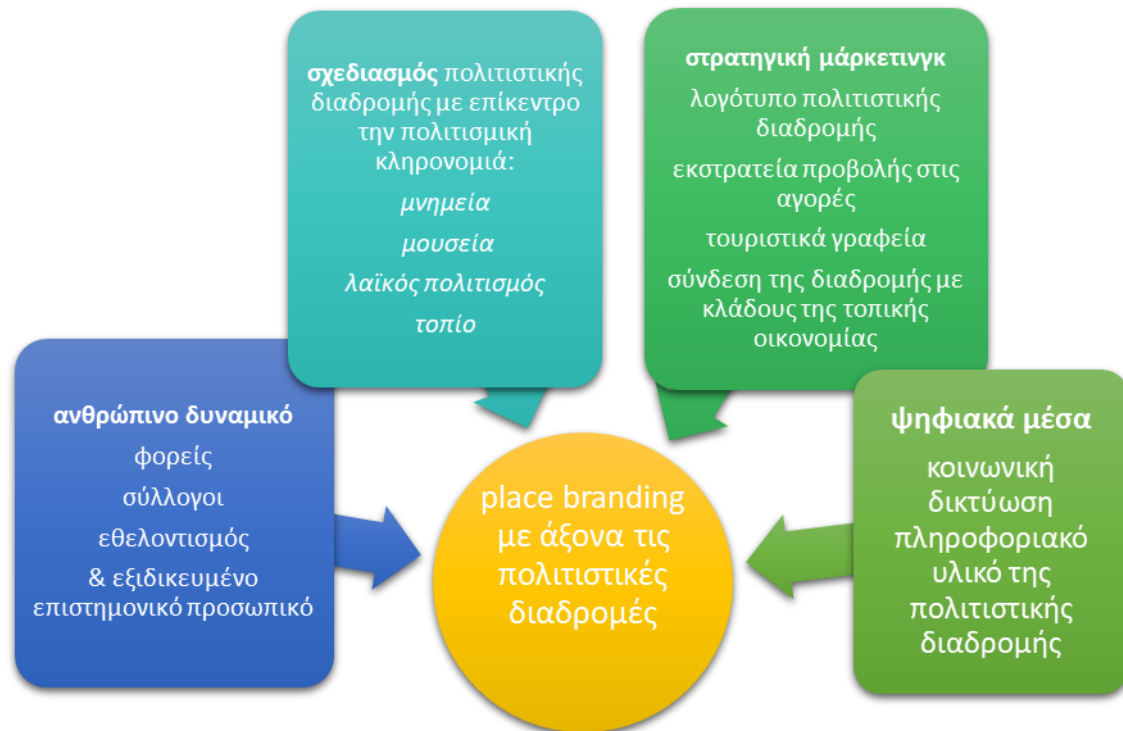 σχεδιασμός πολιτιστικής
διαδρομής με επίκεντρο
την πολιτισμική
κληρονομιά:
μνημεία
μουσεία
λαϊκός πολιτισμός
τοπίο
στρατηγική μάρκετινγκ
λογότυπο πολιτιστικής
διαδρομής
εκστρατεία προβολής στις
αγορές
τουριστικά γραφεία
σύνδεση της διαδρομής με
κλάδους της τοπικής
οικονομίας
ανθρώπινο δυναμικό
φορείς
σύλλογοι
εθελοντισμός
& εξιδικευμένο
επιστημονικό προσωπικό
place branding
με άξονα τις
πολιτιστικές
διαδρομές
ψηφιακά μέσα
κοινωνική
δικτύωση
πληροφοριακό
υλικό της
πολιτιστικής
διαδρομής